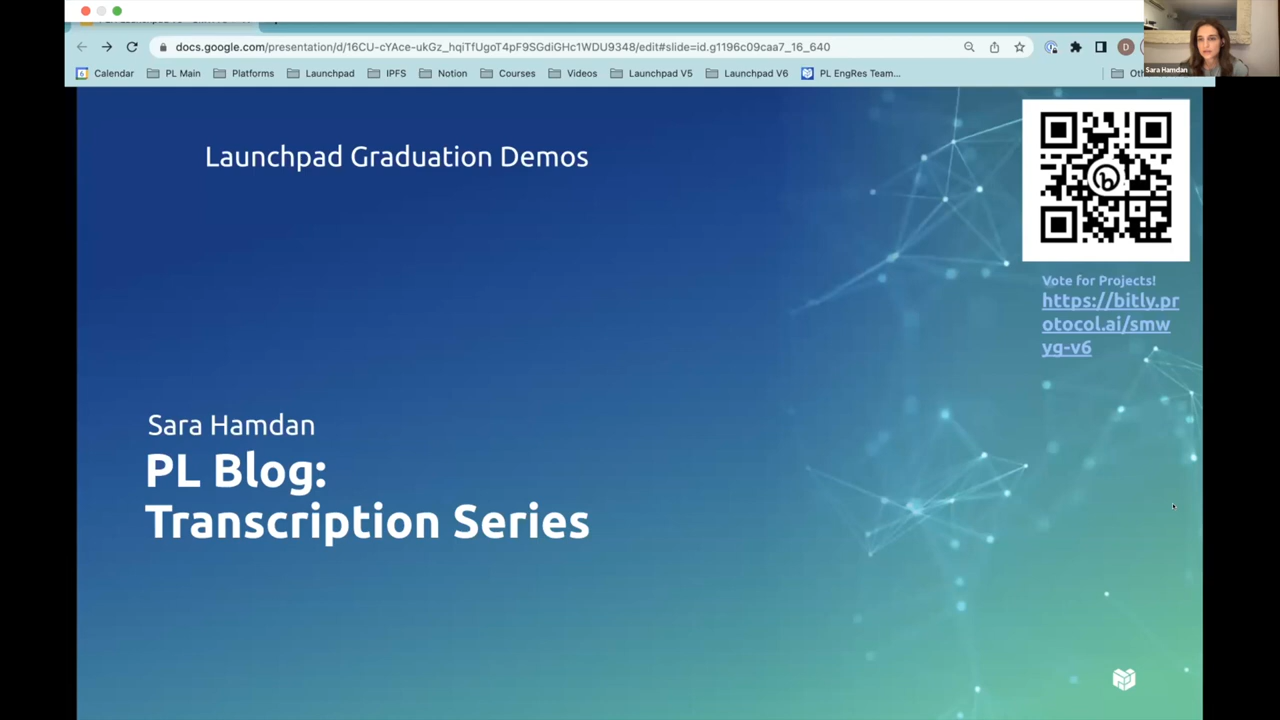 docs.google.com/presentation/d/16CU-cYAce-ukGz_hqiTfUgoT4pF9SGdiGHc1WDU9348/edit#slide=id.g1196c09caa7_16_640
D
Sara Hamdan
6 Calendar PL Main Platforms Launchpad IPFS Notion Courses Videos Launchpad V5 Launchpad V6 PL EngRes Team...
Launchpad Graduation Demos
Vote for Projects!
https://bitly.pr
otocol.ai/smw
yg-v6
Sara Hamdan
PL Blog:
Transcription Series